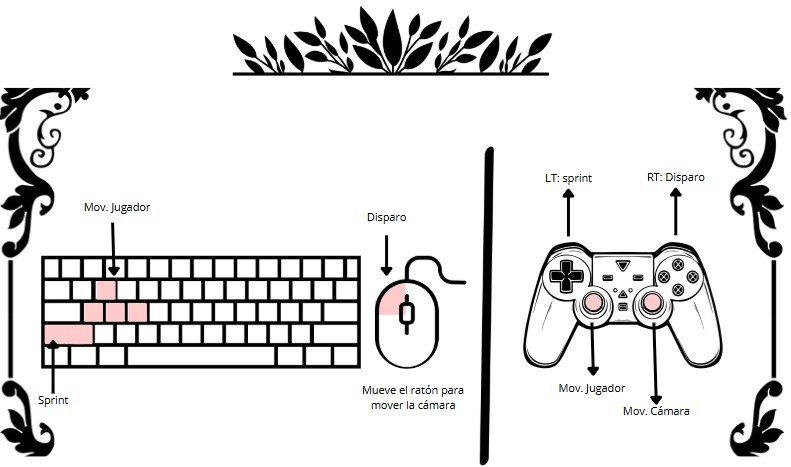 Mov. Jugador
Disparo
Sprint
Mueve el ratón para
mover la cámara
LT: sprint
RT: Disparo
Mov. Jugador
Mov. Cámara